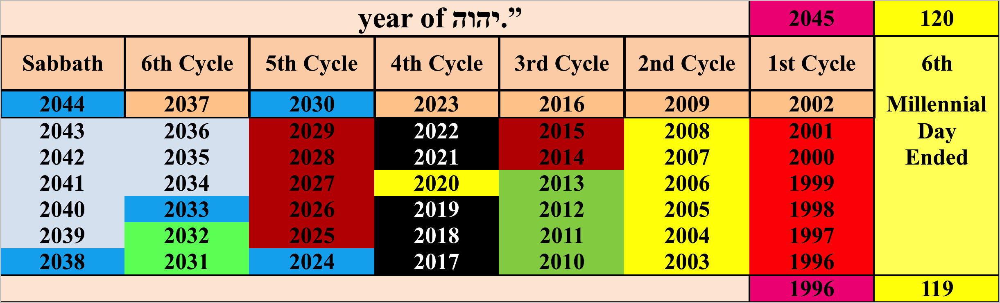 year of יהוה.” 2045 120
Sabbath 6th Cycle 5th Cycle 4th Cycle 3rd Cycle 2nd Cycle 1st Cycle 6th
2044 2037 2030 2023 2016 2009 2002 Millennial
2043 2036 2029 2022 2015 2008 2001 Day
2042 2035 2028 2021 2014 2007 2000 Ended
2041 2034 2027 2020 2013 2006 1999
2040 2033 2026 2019 2012 2005 1998
2039 2032 2025 2018 2011 2004 1997
2038 2031 2024 2017 2010 2003 1996
1996 119